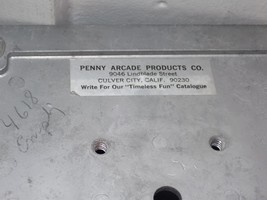 PENNY ARCADE PRODUCTS CO.
9046 Lindblade Street
CULVER CITY, CALIF. 90230
Write For Our "Timeless Fun" Catalogue
4618